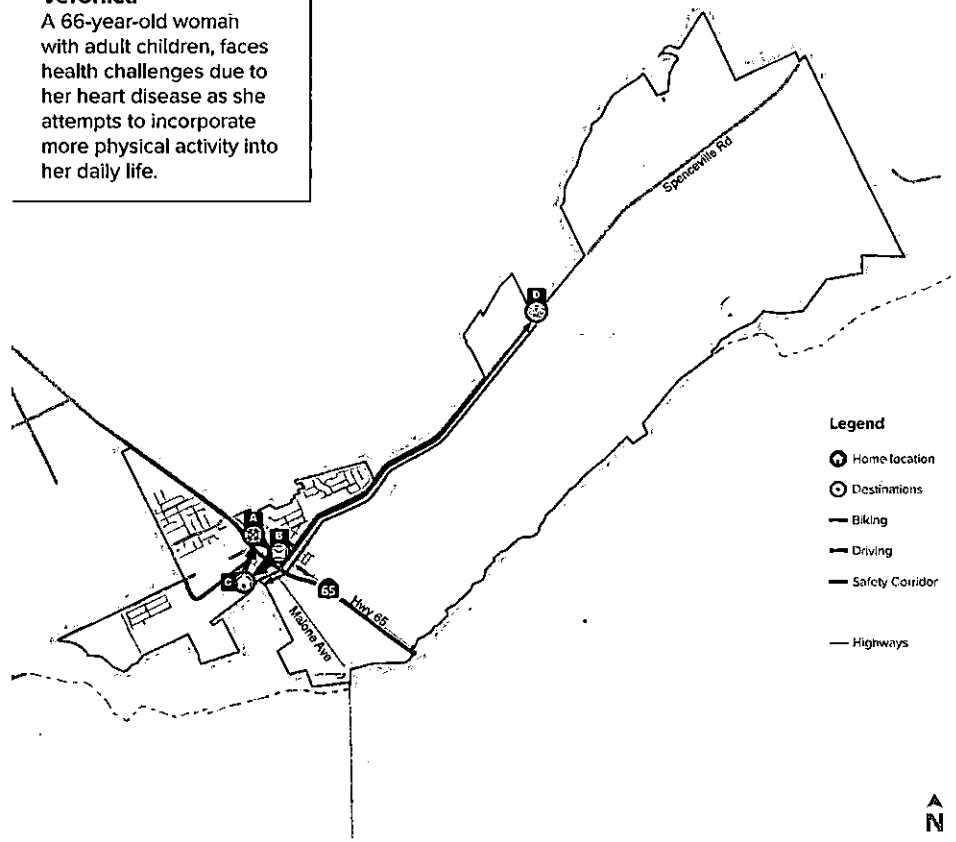 Veronica
A 66-year-old woman
with adult children, faces
health challenges due to
her heart disease as she
attempts to incorporate
more physical activity into
her daily life.
Spenceville Rd
D
A
B
C
65
Hwy 65
Malone Ave
Legend
Home location
Destinations
Biking
Driving
Safety Corridor
Highways
N